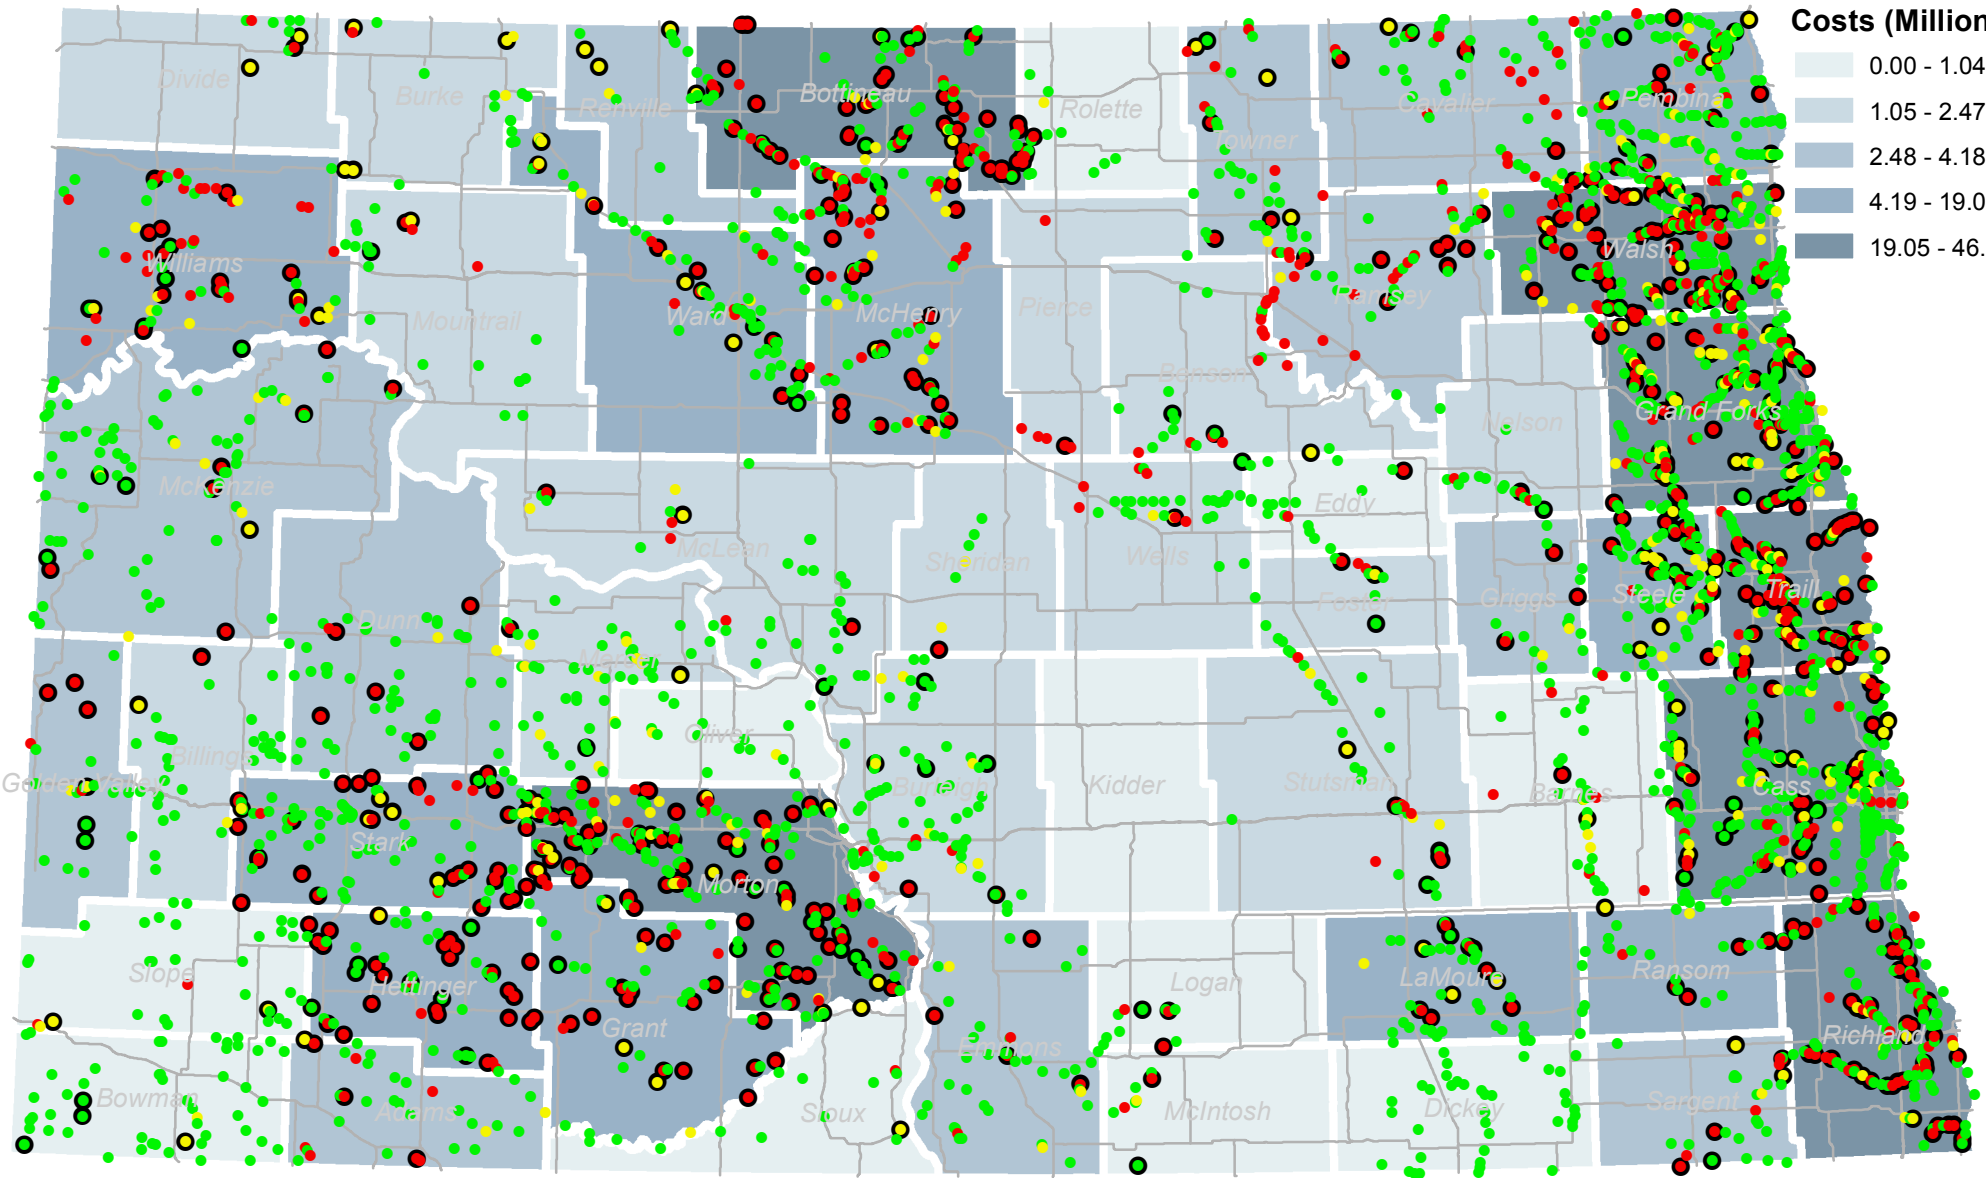 Costs (Million
0.00 - 1.04
1.05 - 2.47
2.48 - 4.18
4.19 - 19.0
19.05 - 46.
Divide
Burke
Renville
Bottineau
Rolette
Towner
Cavalier
Pembina
Williams
Mountrail
Ward
McHenry
Pierce
Benson
Ramsey
Walsh
Nelson
Grand Forks
McKenzie
McLean
Sheridan
Wells
Eddy
Foster
Griggs
Steele
Traill
Dunn
Mercer
Oliver
Golden Valley
Billings
Stark
Morton
Burleigh
Kidder
Stutsman
Barnes
Cass
Slope
Hettinger
Grant
Emmons
Logan
LaMoure
Ransom
Richland
Bowman
Adams
Sioux
McIntosh
Dickey
Sargent